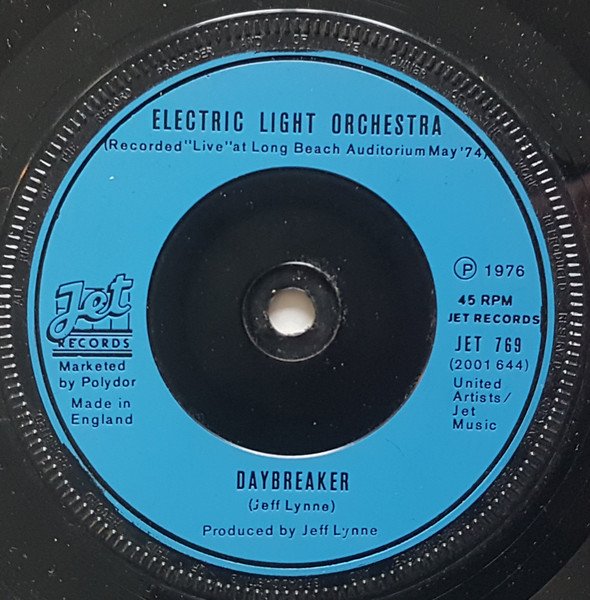 ELECTRIC LIGHT ORCHESTRA
(Recorded "Live" at Long Beach Auditorium May '74)
Jet
RECORDS
Marketed
by Polydor
Made in
England
Ⓟ 1976
45 RPM
JET RECORDS
JET 769
(2001 644)
United
Artists/
Jet
Music
DAYBREAKER
(Jeff Lynne)
Produced by Jeff Lynne